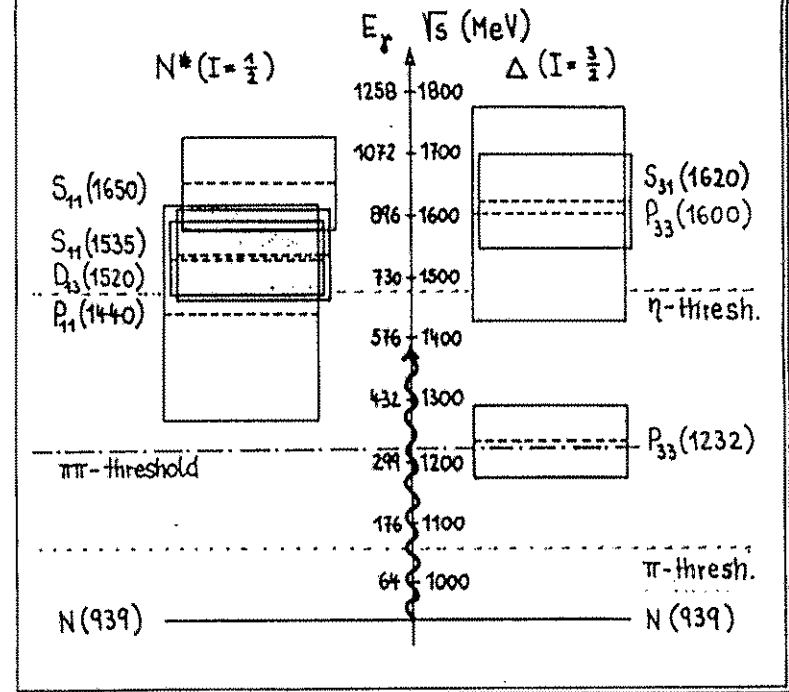 E_γ √s (MeV)
N* (I = 1/2)
Δ (I = 3/2)
1258 1800
1072 1700
S₁₁(1650)
S₃₁(1620)
896 1600
P₃₃(1600)
S₁₁(1535)
D₁₃(1520)
730 1500
η-thresh.
P₁₁(1440)
576 1400
432 1300
P₃₃(1232)
ππ-threshold
299 1200
176 1100
π-thresh.
64 1000
N(939)
N(939)